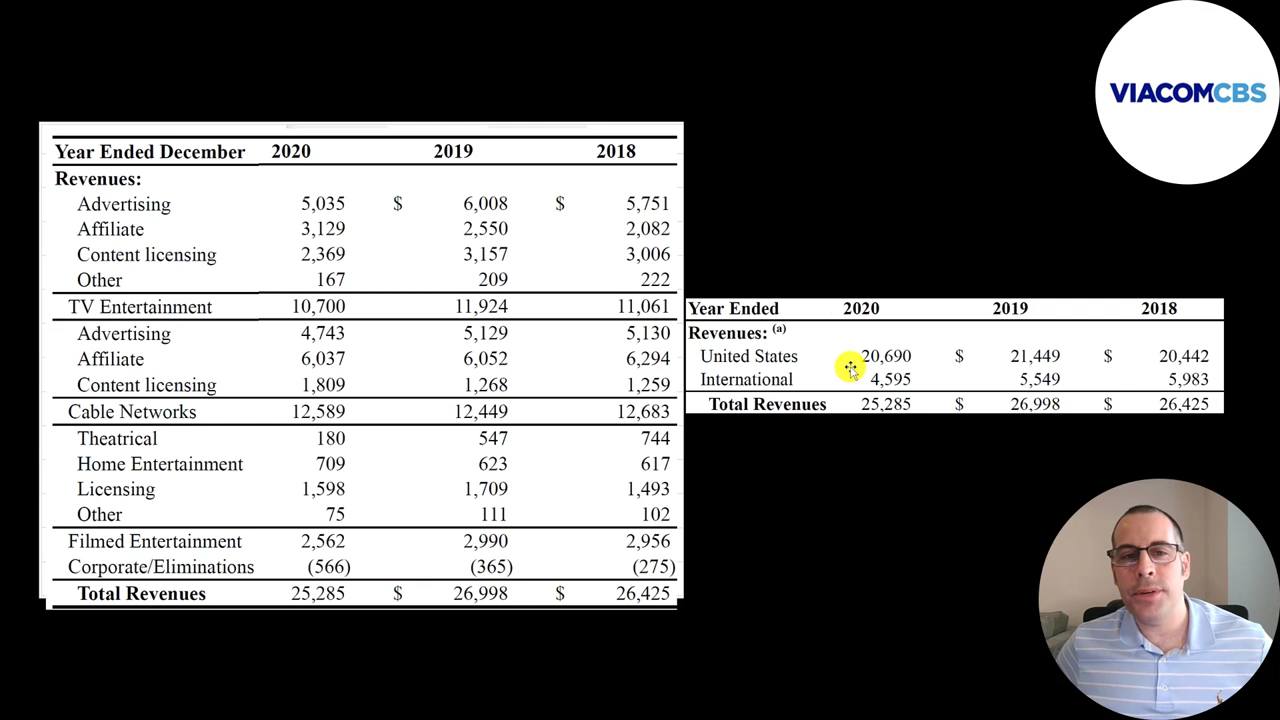 VIACOMCBS
Year Ended December 2020 2019 2018
Revenues:
Advertising 5,035 $ 6,008 $ 5,751
Affiliate 3,129 2,550 2,082
Content licensing 2,369 3,157 3,006
Other 167 209 222
TV Entertainment 10,700 11,924 11,061
Advertising 4,743 5,129 5,130
Affiliate 6,037 6,052 6,294
Content licensing 1,809 1,268 1,259
Cable Networks 12,589 12,449 12,683
Theatrical 180 547 744
Home Entertainment 709 623 617
Licensing 1,598 1,709 1,493
Other 75 111 102
Filmed Entertainment 2,562 2,990 2,956
Corporate/Eliminations (566) (365) (275)
Total Revenues 25,285 $ 26,998 $ 26,425
Year Ended 2020 2019 2018
Revenues: (a)
United States 20,690 $ 21,449 $ 20,442
International 4,595 5,549 5,983
Total Revenues 25,285 $ 26,998 $ 26,425